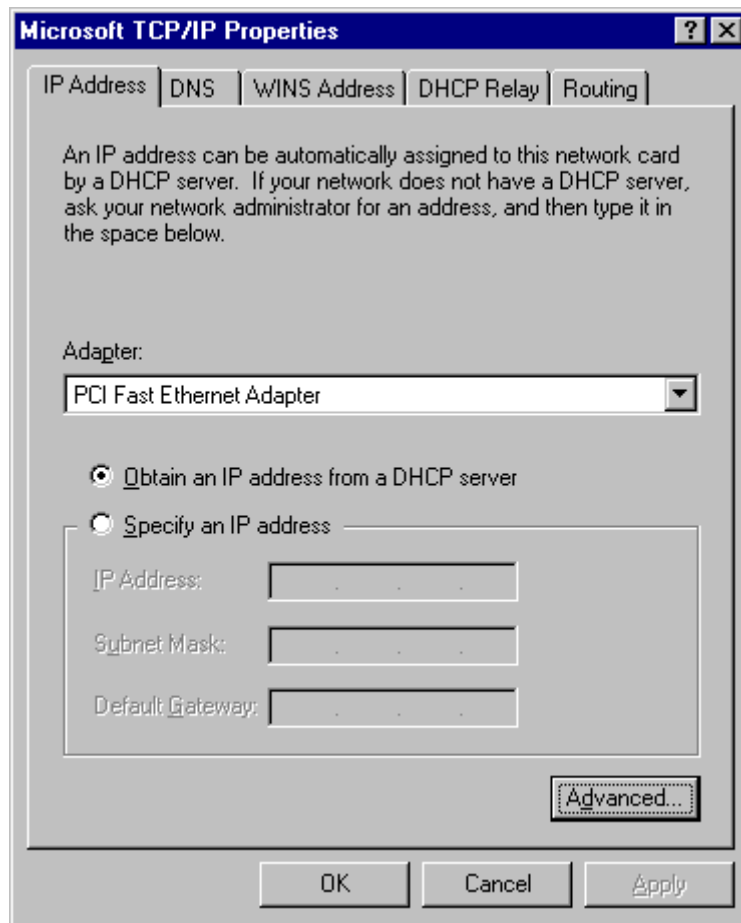 Microsoft TCP/IP Properties
IP Address DNS WINS Address DHCP Relay Routing
An IP address can be automatically assigned to this network card
by a DHCP server. If your network does not have a DHCP server,
ask your network administrator for an address, and then type it in
the space below.
Adapter:
PCI Fast Ethernet Adapter
Obtain an IP address from a DHCP server
Specify an IP address
IP Address:
Subnet Mask:
Default Gateway:
Advanced...
OK Cancel Apply